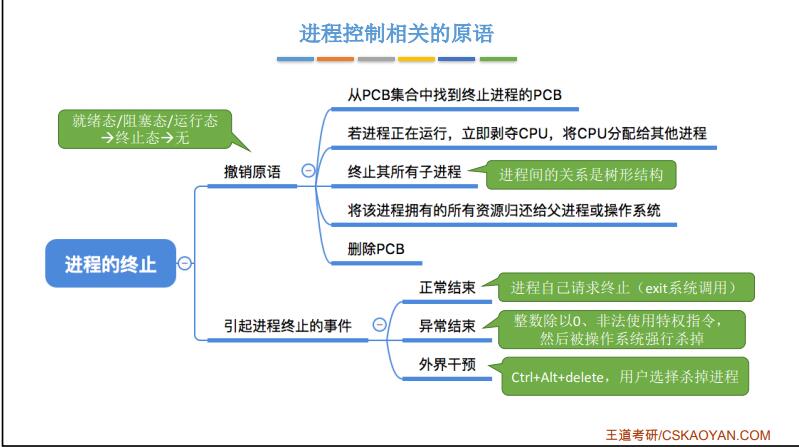 进程控制相关的原语
从PCB集合中找到终止进程的PCB
就绪态/阻塞态/运行态
→终止态→无
若进程正在运行，立即剥夺CPU，将CPU分配给其他进程
撤销原语
终止其所有子进程
进程间的关系是树形结构
将该进程拥有的所有资源归还给父进程或操作系统
删除PCB
进程的终止
正常结束
进程自己请求终止（exit系统调用）
引起进程终止的事件
异常结束
整数除以0、非法使用特权指令，
然后被操作系统强行杀掉
外界干预
Ctrl+Alt+delete，用户选择杀掉进程
王道考研/CSKAOYAN.COM